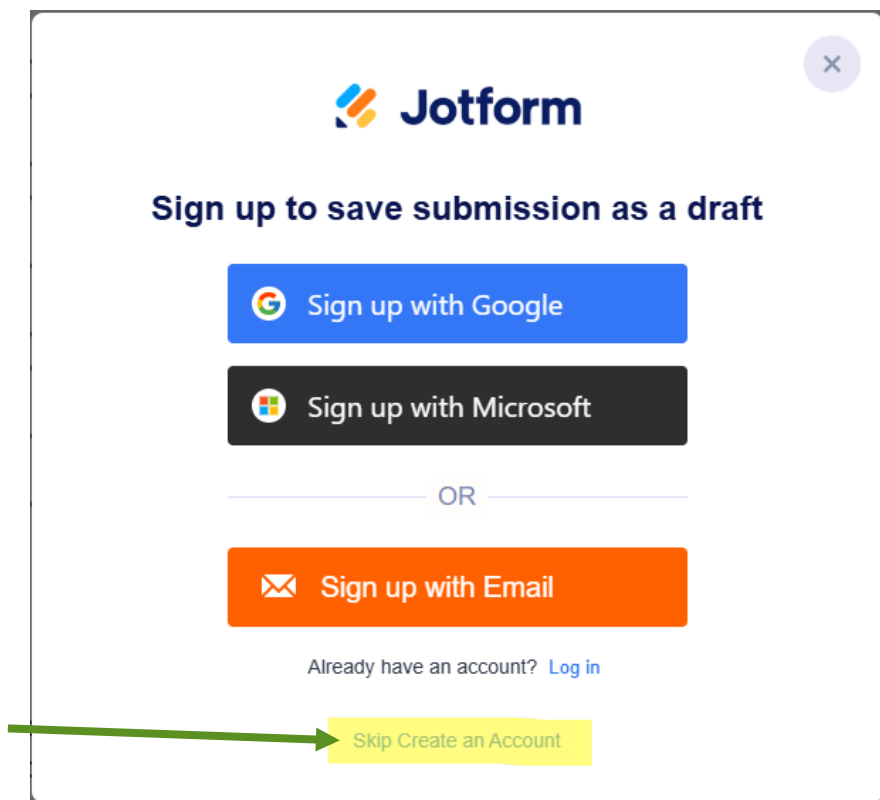 Jotform
Sign up to save submission as a draft
Sign up with Google
Sign up with Microsoft
OR
Sign up with Email
Already have an account? Log in
Skip Create an Account